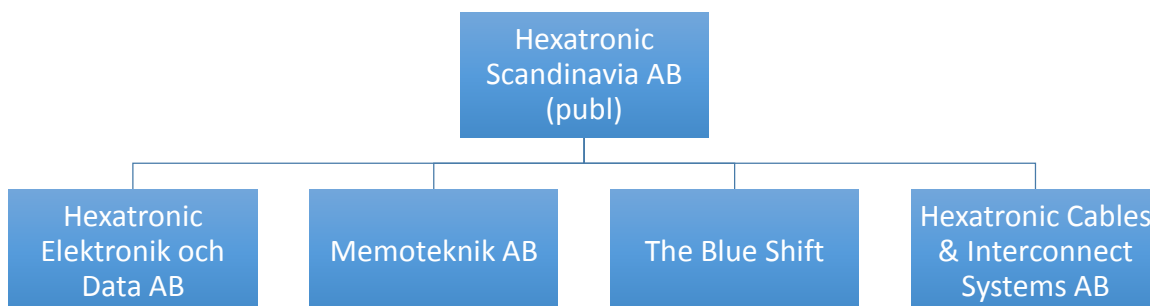 Hexatronic
Scandinavia AB
(publ)
Hexatronic
Elektronik och
Data AB
Memoteknik AB
The Blue Shift
Hexatronic Cables
& Interconnect
Systems AB